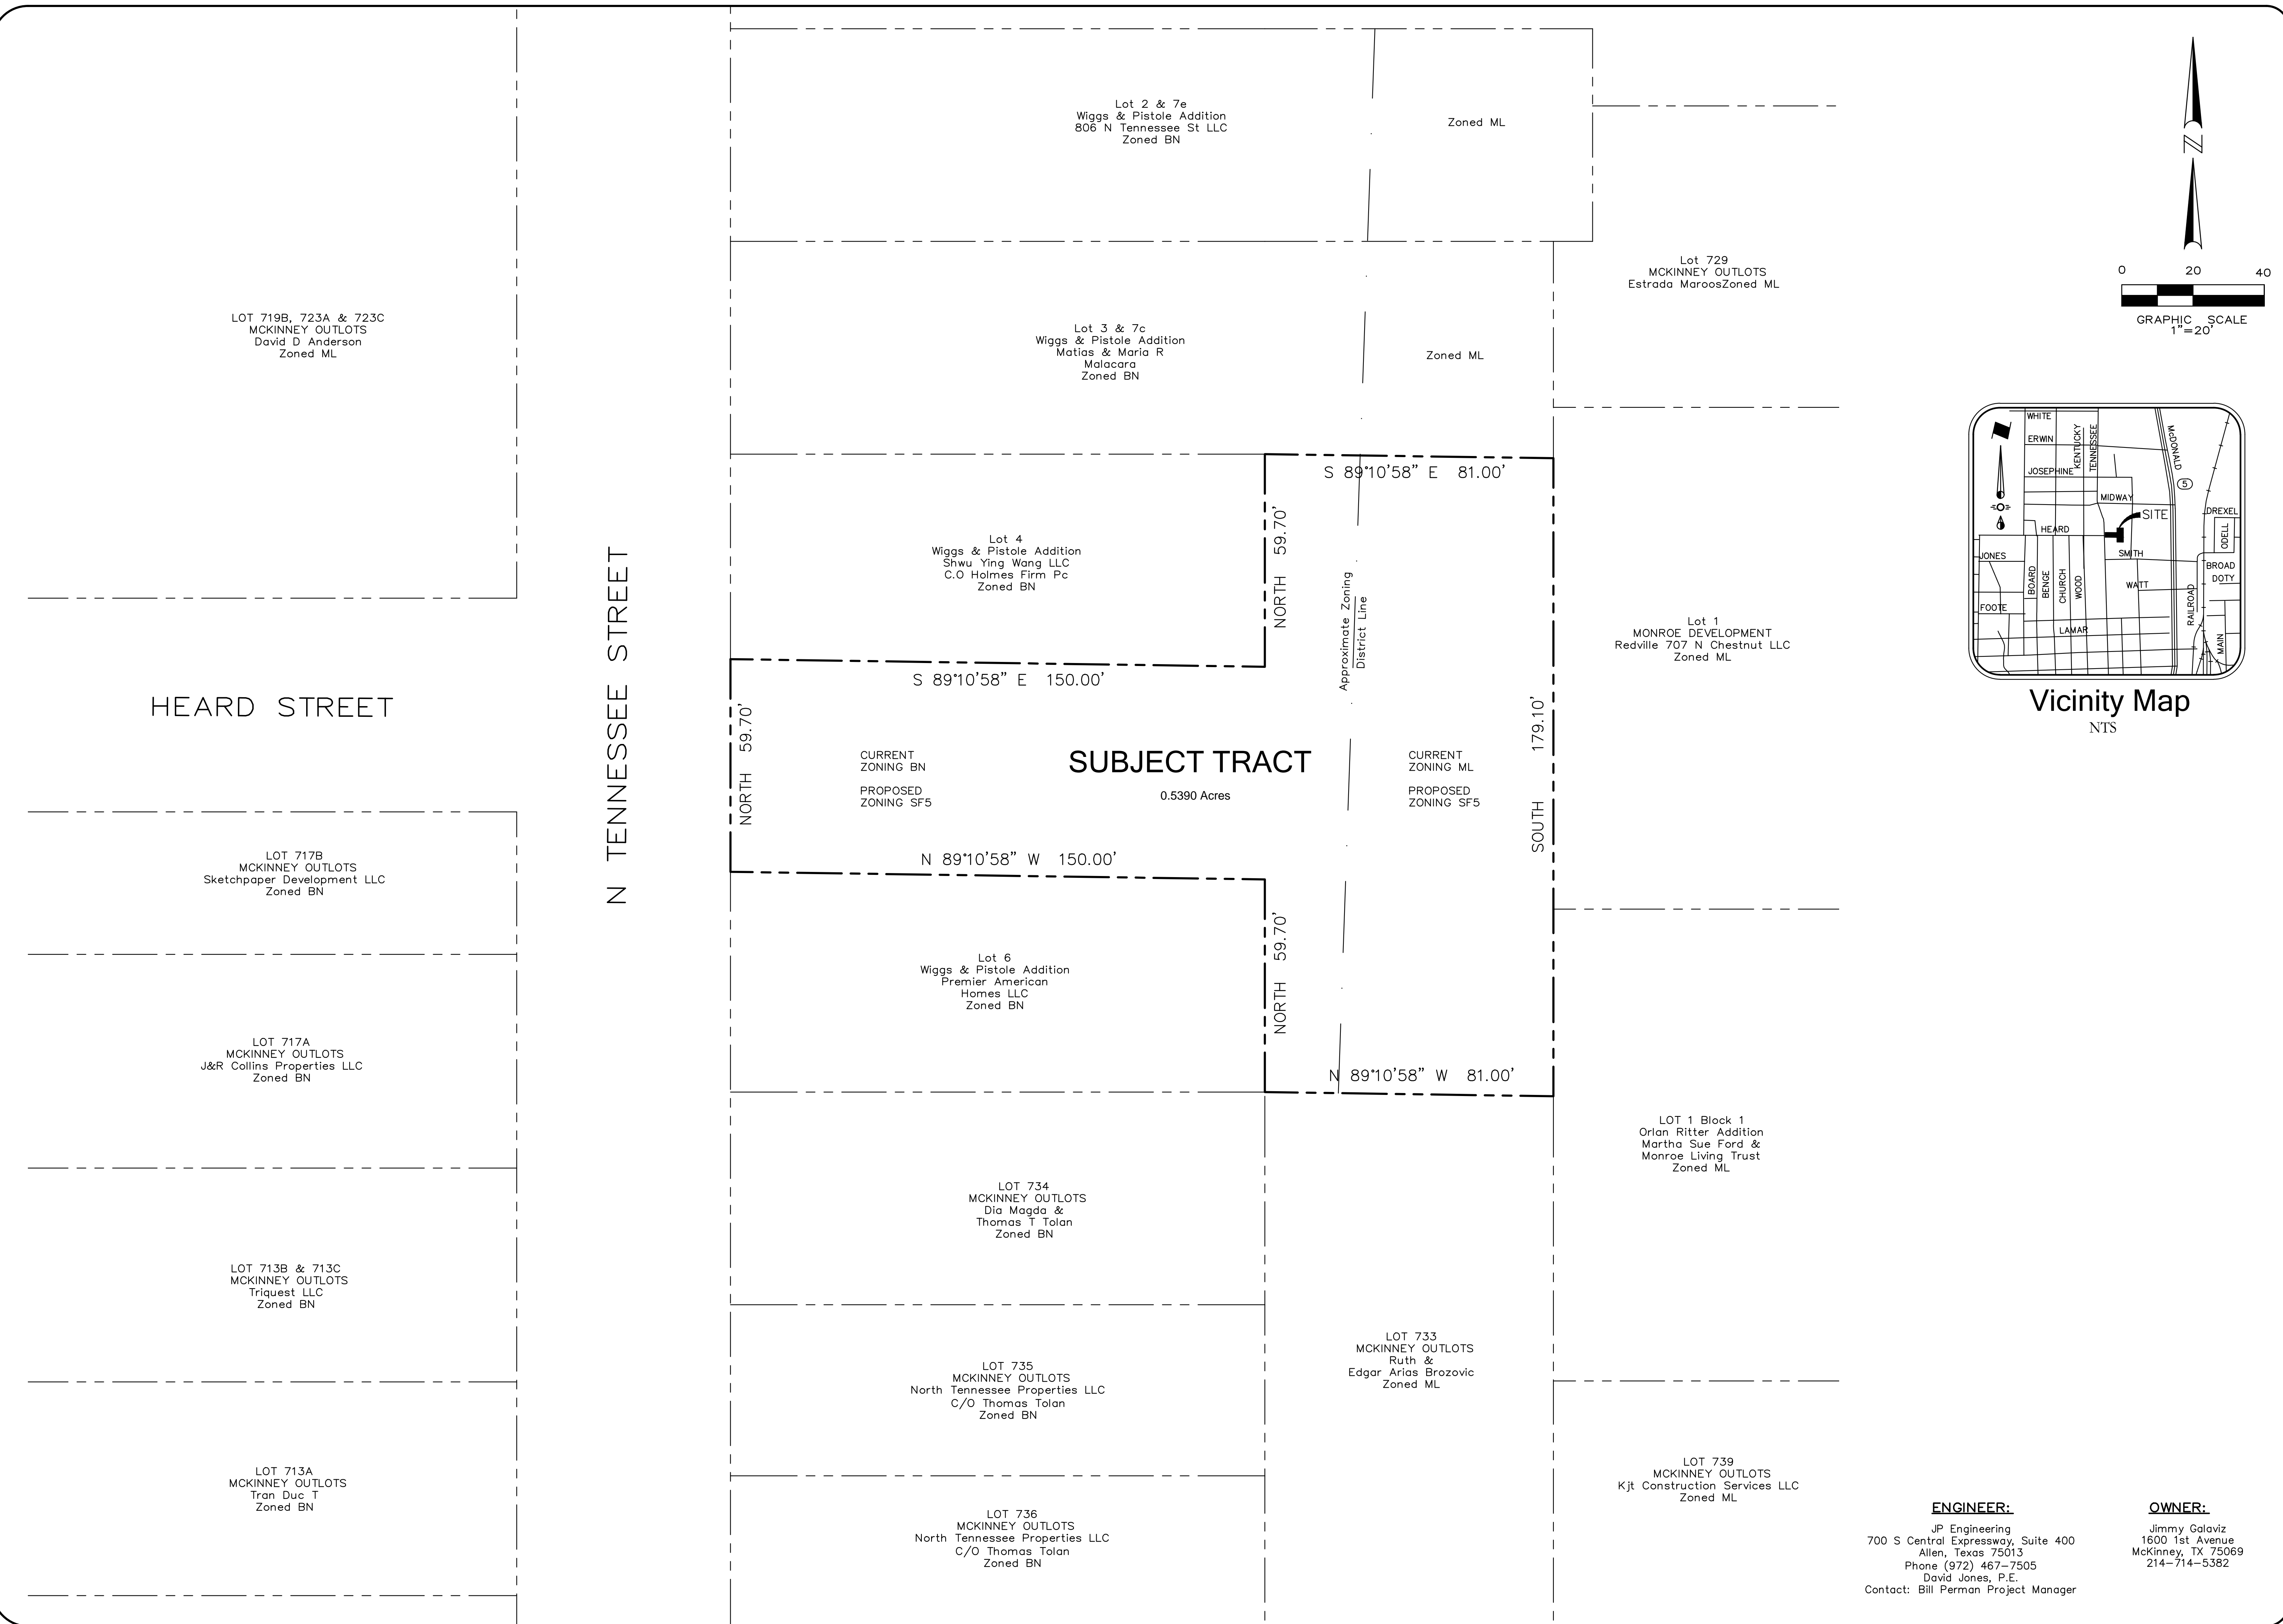 Lot 2 & 7e
Wiggs & Pistole Addition
806 N Tennessee St LLC
Zoned BN
Zoned ML
Lot 729
MCKINNEY OUTLOTS
Estrada MaroosZoned ML
LOT 719B, 723A & 723C
MCKINNEY OUTLOTS
David D Anderson
Zoned ML
Lot 3 & 7c
Wiggs & Pistole Addition
Matias & Maria R
Malacara
Zoned BN
Zoned ML
N
0 20 40
GRAPHIC SCALE
1"=20'
WHITE
ERWIN
KENTUCKY
TENNESSEE
McDONALD
JOSEPHINE
5
MIDWAY
SITE
DREXEL
HEARD
ODELL
JONES
SMITH
BROAD
DOTY
BOARD
BENGE
CHURCH
WOOD
WATT
RAILROAD
FOOTE
LAMAR
MAIN
Vicinity Map
NTS
S 89°10'58" E 81.00'
NORTH 59.70'
Lot 4
Wiggs & Pistole Addition
Shwu Ying Wang LLC
C.O Holmes Firm Pc
Zoned BN
Approximate Zoning
District Line
Lot 1
MONROE DEVELOPMENT
Redville 707 N Chestnut LLC
Zoned ML
HEARD STREET
N TENNESSEE STREET
S 89°10'58" E 150.00'
NORTH 59.70'
CURRENT
ZONING BN
PROPOSED
ZONING SF5
SUBJECT TRACT
0.5390 Acres
CURRENT
ZONING ML
PROPOSED
ZONING SF5
SOUTH 179.10'
N 89°10'58" W 150.00'
LOT 717B
MCKINNEY OUTLOTS
Sketchpaper Development LLC
Zoned BN
Lot 6
Wiggs & Pistole Addition
Premier American
Homes LLC
Zoned BN
NORTH 59.70'
N 89°10'58" W 81.00'
LOT 717A
MCKINNEY OUTLOTS
J&R Collins Properties LLC
Zoned BN
LOT 1 Block 1
Orlan Ritter Addition
Martha Sue Ford &
Monroe Living Trust
Zoned ML
LOT 734
MCKINNEY OUTLOTS
Dia Magda &
Thomas T Tolan
Zoned BN
LOT 713B & 713C
MCKINNEY OUTLOTS
Triquest LLC
Zoned BN
LOT 735
MCKINNEY OUTLOTS
North Tennessee Properties LLC
C/O Thomas Tolan
Zoned BN
LOT 733
MCKINNEY OUTLOTS
Ruth &
Edgar Arias Brozovic
Zoned ML
LOT 713A
MCKINNEY OUTLOTS
Tran Duc T
Zoned BN
LOT 736
MCKINNEY OUTLOTS
North Tennessee Properties LLC
C/O Thomas Tolan
Zoned BN
LOT 739
MCKINNEY OUTLOTS
Kjt Construction Services LLC
Zoned ML
ENGINEER:
JP Engineering
700 S Central Expressway, Suite 400
Allen, Texas 75013
Phone (972) 467-7505
David Jones, P.E.
Contact: Bill Perman Project Manager
OWNER:
Jimmy Galaviz
1600 1st Avenue
McKinney, TX 75069
214-714-5382